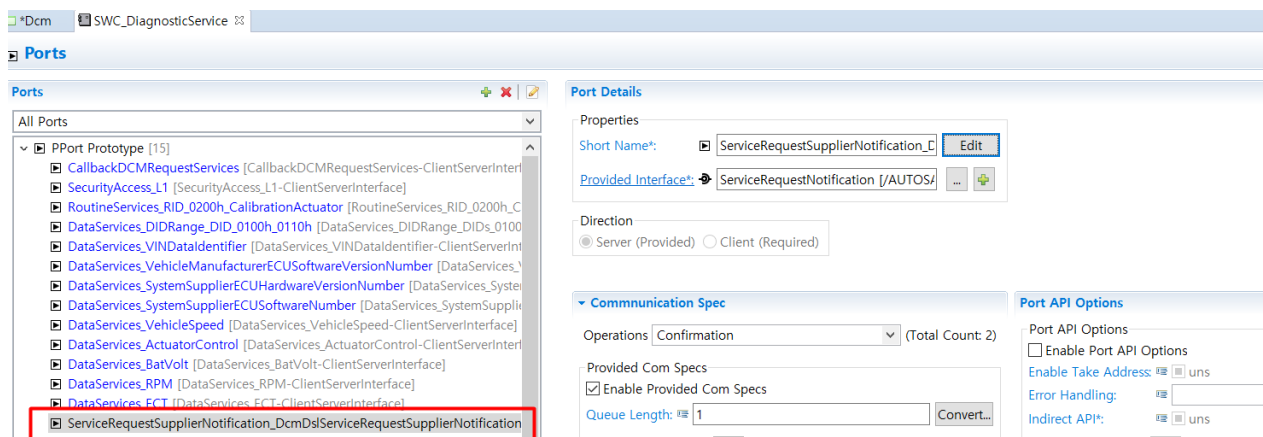 *Dcm SWC_DiagnosticService
Ports
Ports
All Ports
PPort Prototype [15]
CallbackDCMRequestServices [CallbackDCMRequestServices-ClientServerInterf
SecurityAccess_L1 [SecurityAccess_L1-ClientServerInterface]
RoutineServices_RID_0200h_CalibrationActuator [RoutineServices_RID_0200h_C
DataServices_DIDRange_DID_0100h_0110h [DataServices_DIDRange_DIDs_0100
DataServices_VINDataIdentifier [DataServices_VINDataIdentifier-ClientServerInt
DataServices_VehicleManufacturerECUSoftwareVersionNumber [DataServices_V
DataServices_SystemSupplierECUHardwareVersionNumber [DataServices_Syster
DataServices_SystemSupplierECUSoftwareNumber [DataServices_SystemSupplie
DataServices_VehicleSpeed [DataServices_VehicleSpeed-ClientServerInterface]
DataServices_ActuatorControl [DataServices_ActuatorControl-ClientServerInterf
DataServices_BatVolt [DataServices_BatVolt-ClientServerInterface]
DataServices_RPM [DataServices_RPM-ClientServerInterface]
DataServices_ECT [DataServices_ECT-ClientServerInterface]
ServiceRequestSupplierNotification_DcmDslServiceRequestSupplierNotification
Port Details
Properties
Short Name*: ServiceRequestSupplierNotification_D Edit
Provided Interface*: ServiceRequestNotification [/AUTOSA ...
Direction
Server (Provided) Client (Required)
Commnunication Spec
Operations Confirmation (Total Count: 2)
Provided Com Specs
Enable Provided Com Specs
Queue Length: 1 Convert...
Port API Options
Port API Options
Enable Port API Options
Enable Take Address: uns
Error Handling:
Indirect API*: uns